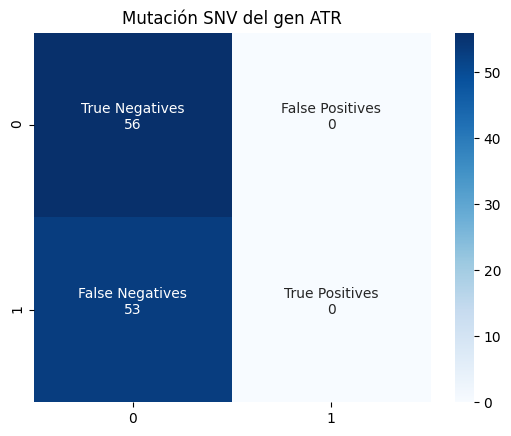 Mutación SNV del gen ATR
True Negatives
56
False Positives
0
False Negatives
53
True Positives
0
0
1
0
1
50
40
30
20
10
0